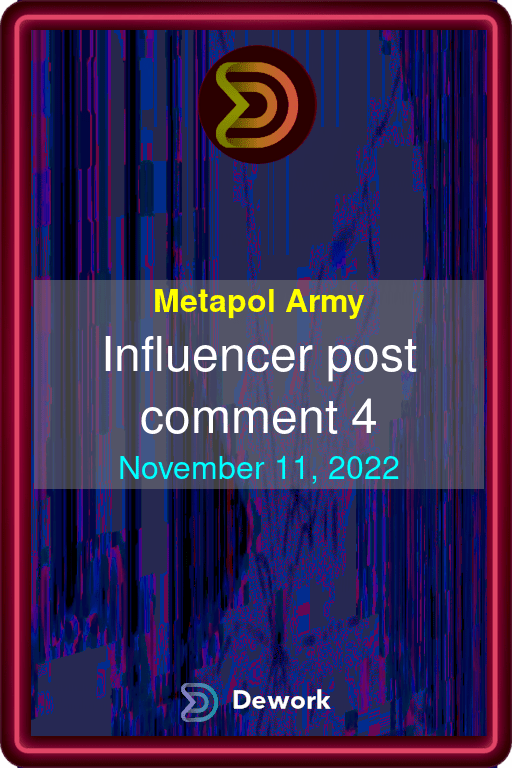 Metapol Army
Influencer post
comment 4
November 11, 2022
Dework